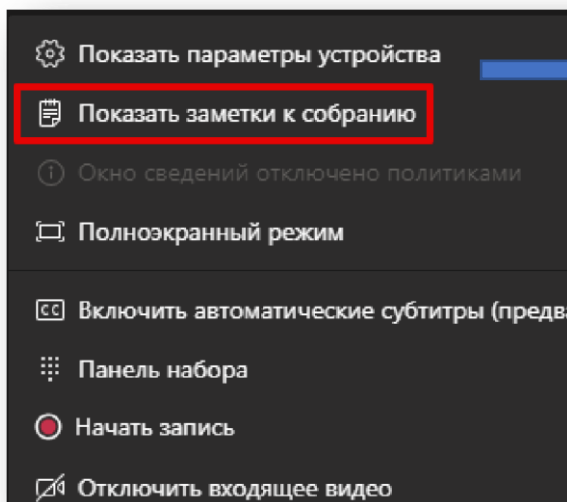 Показать параметры устройства
Показать заметки к собранию
Окно сведений отключено политиками
Полноэкранный режим
CC Включить автоматические субтитры
Панель набора
Начать запись
Отключить входящее видео